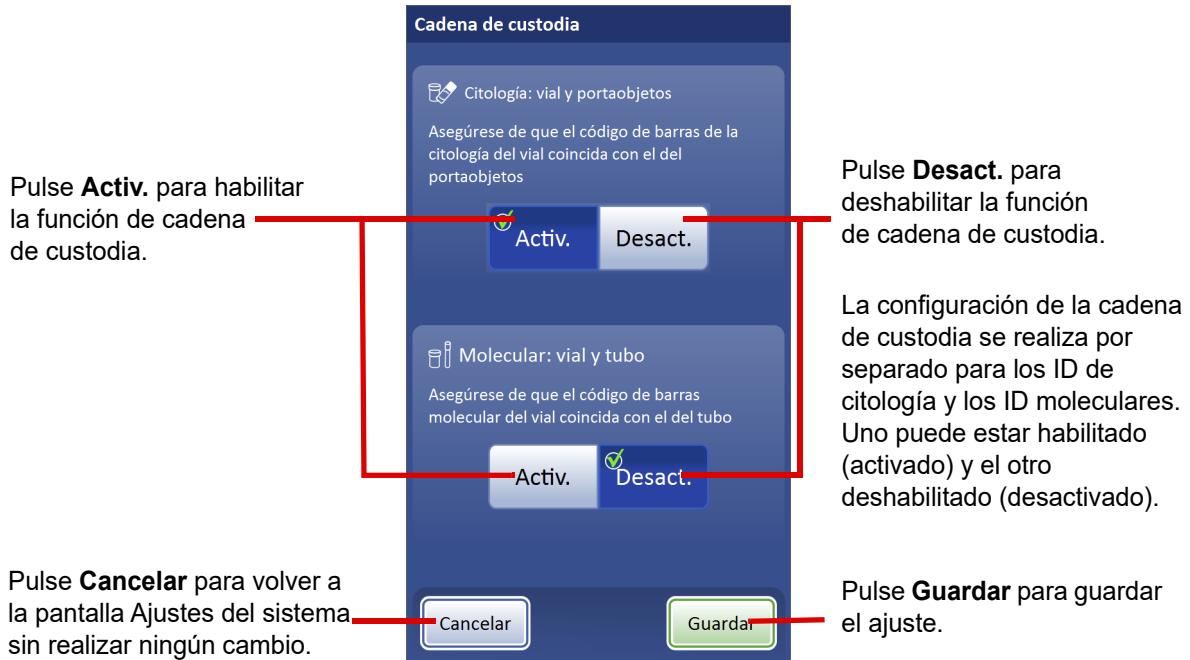 Cadena de custodia
Citología: vial y portaobjetos
Asegúrese de que el código de barras de la
citología del vial coincida con el del
portaobjetos
Activ.
Desact.
Pulse Activ. para habilitar
la función de cadena
de custodia.
Pulse Desact. para
deshabilitar la función
de cadena de custodia.
La configuración de la cadena
de custodia se realiza por
separado para los ID de
citología y los ID moleculares.
Uno puede estar habilitado
(activado) y el otro
deshabilitado (desactivado).
Molecular: vial y tubo
Asegúrese de que el código de barras
molecular del vial coincida con el del tubo
Activ.
Desact.
Pulse Cancelar para volver a
la pantalla Ajustes del sistema
sin realizar ningún cambio.
Cancelar
Guardar
Pulse Guardar para guardar
el ajuste.